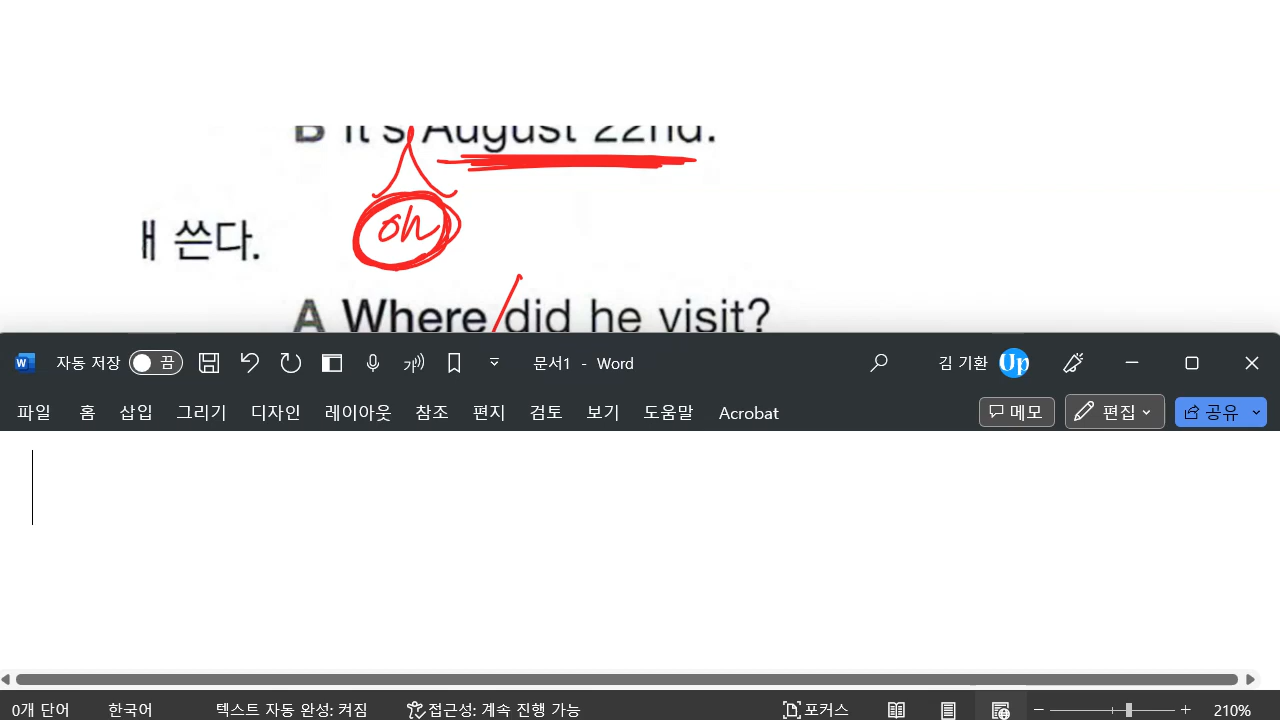 B It's August 22nd.
on
ㅐ 쓴다.
A Where did he visit?
자동 저장 끔 가 문서1 - Word 김 기환 Up
파일 홈 삽입 그리기 디자인 레이아웃 참조 편지 검토 보기 도움말 Acrobat 메모 편집 공유
0개 단어 한국어 텍스트 자동 완성: 켜짐 접근성: 계속 진행 가능 포커스 210%